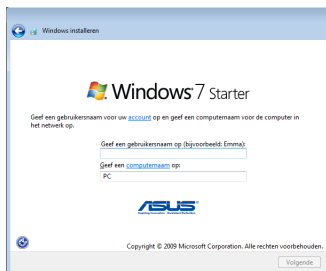 Windows installeren
Windows 7 Starter
Geef een gebruikersnaam voor uw account op en geef een computernaam voor de computer in
het netwerk op.
Geef een gebruikersnaam op (bijvoorbeeld: Emma):
Geef een computernaam op:
PC
ASUS
Copyright © 2009 Microsoft Corporation. Alle rechten voorbehouden.
Volgende